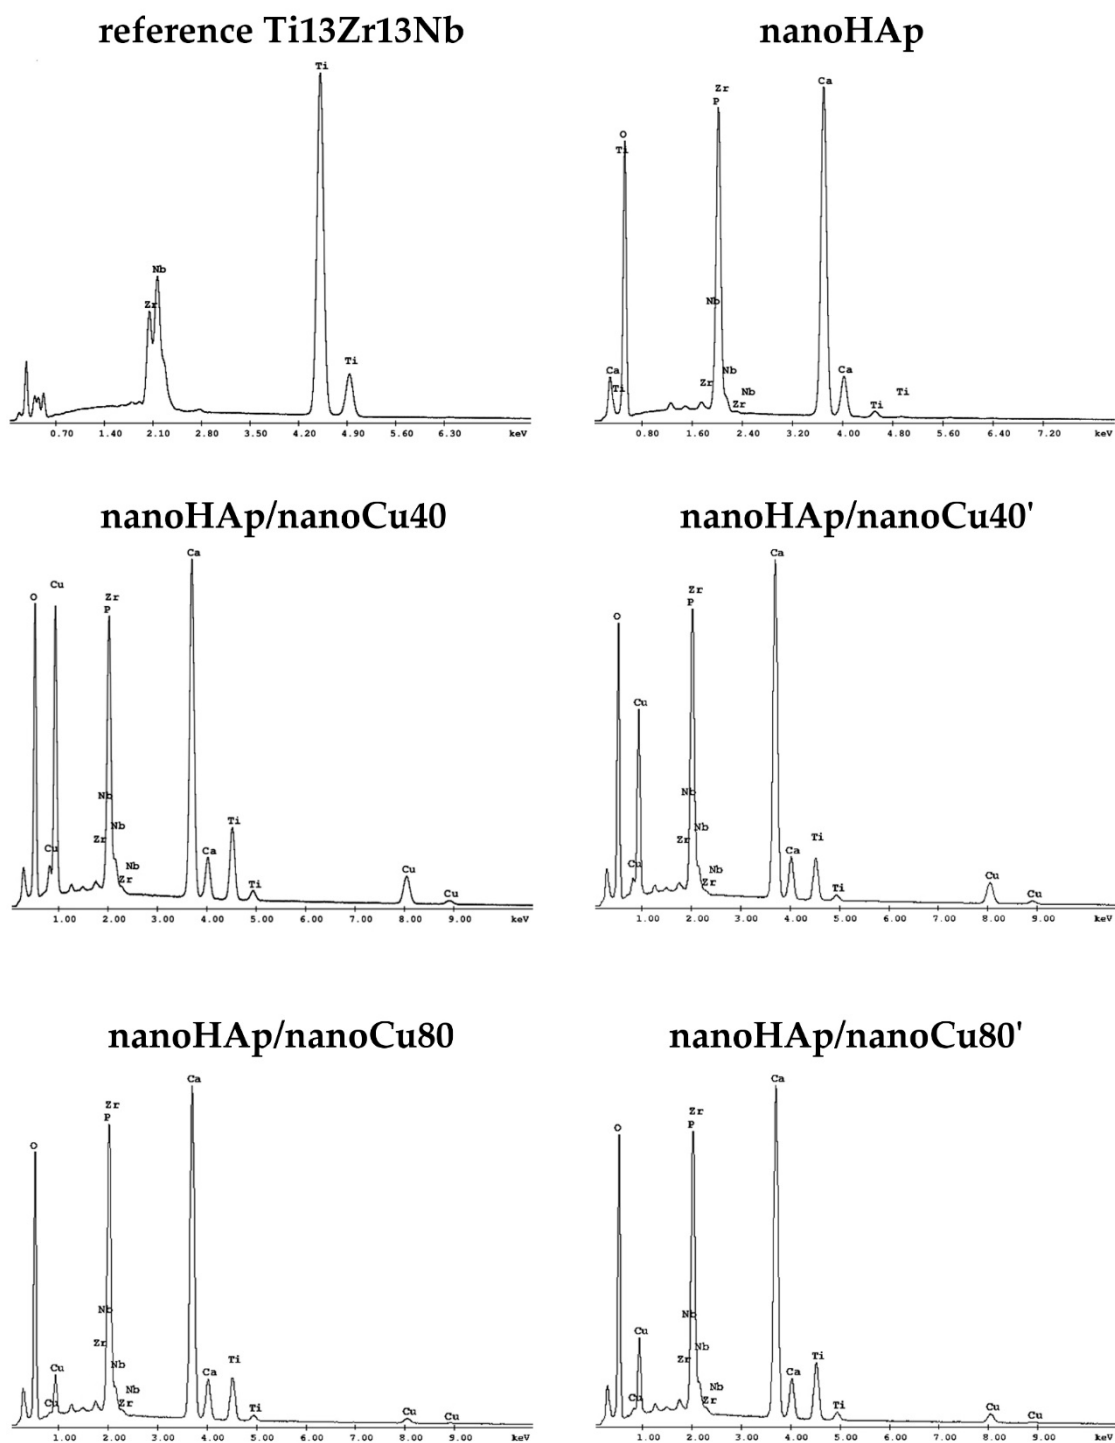 reference Ti13Zr13Nb
Ti
Nb
Zr
Ti
0.70 1.40 2.10 2.80 3.50 4.20 4.90 5.60 6.30 keV
nanoHAp
Ca
Zr
P
O
Ti
Nb
Ca
Ti
Zr
Nb
Nb
Zr
Ca
Ti
Ti
0.80 1.60 2.40 3.20 4.00 4.80 5.60 6.40 7.20 keV
nanoHAp/nanoCu40
Ca
Cu
O
Zr
P
Nb
Nb
Ti
Zr
Cu
Nb
Zr
Ca
Ti
Cu
Cu
1.00 2.00 3.00 4.00 5.00 6.00 7.00 8.00 9.00 keV
nanoHAp/nanoCu40'
Ca
Zr
P
O
Cu
Nb
Nb
Zr
Ti
Ca
Cu
Nb
Zr
Ti
Cu
Cu
1.00 2.00 3.00 4.00 5.00 6.00 7.00 8.00 9.00 keV
nanoHAp/nanoCu80
Ca
Zr
P
O
Nb
Zr
Nb
Ti
Cu
Ca
Nb
Cu
Zr
Ti
Cu
Cu
1.00 2.00 3.00 4.00 5.00 6.00 7.00 8.00 9.00 keV
nanoHAp/nanoCu80'
Ca
Zr
P
O
Nb
Cu
Nb
Zr
Ti
Ca
Cu
Nb
Zr
Ti
Cu
Cu
1.00 2.00 3.00 4.00 5.00 6.00 7.00 8.00 9.00 keV